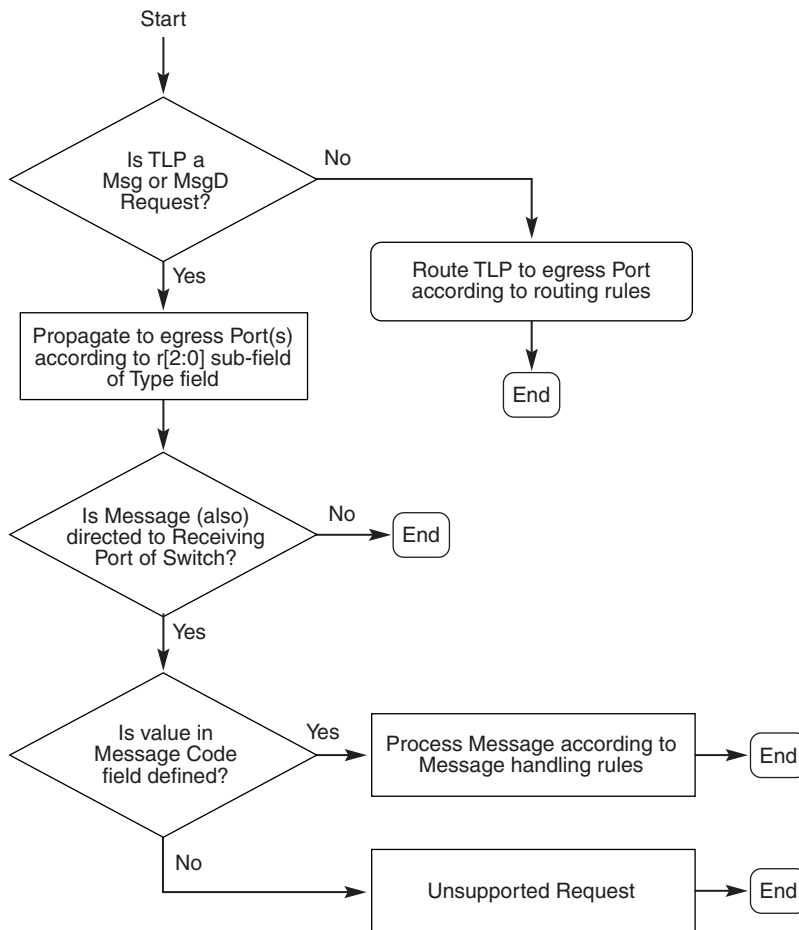 Start
Is TLP a
Msg or MsgD
Request?
No
Yes
Route TLP to egress Port
according to routing rules
Propagate to egress Port(s)
according to r[2:0] sub-field
of Type field
End
Is Message (also)
directed to Receiving
Port of Switch?
No
End
Yes
Is value in
Message Code
field defined?
Yes
Process Message according to
Message handling rules
End
No
Unsupported Request
End